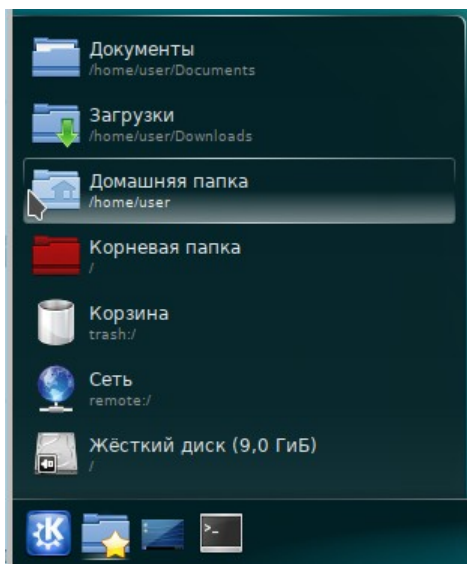 Документы
/home/user/Documents
Загрузки
/home/user/Downloads
Домашняя папка
/home/user
Корневая папка
/
Корзина
trash:/
Сеть
remote:/
Жёсткий диск (9,0 ГиБ)
/
K
>_